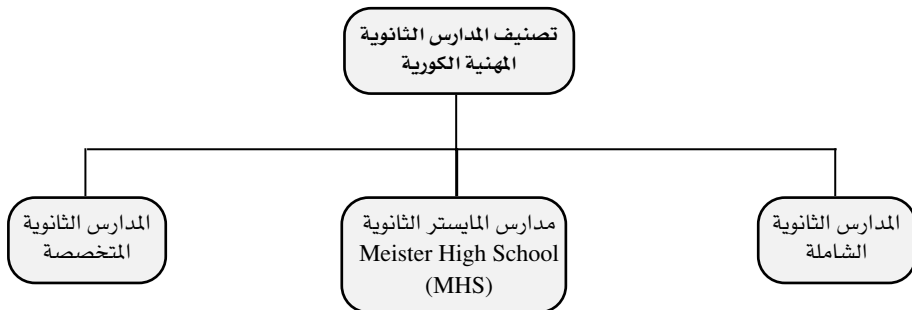 تصنيف المدارس الثانوية
المهنية الكورية
المدارس الثانوية
الشاملة
مدارس المايستر الثانوية
Meister High School
(MHS)
المدارس الثانوية
المتخصصة